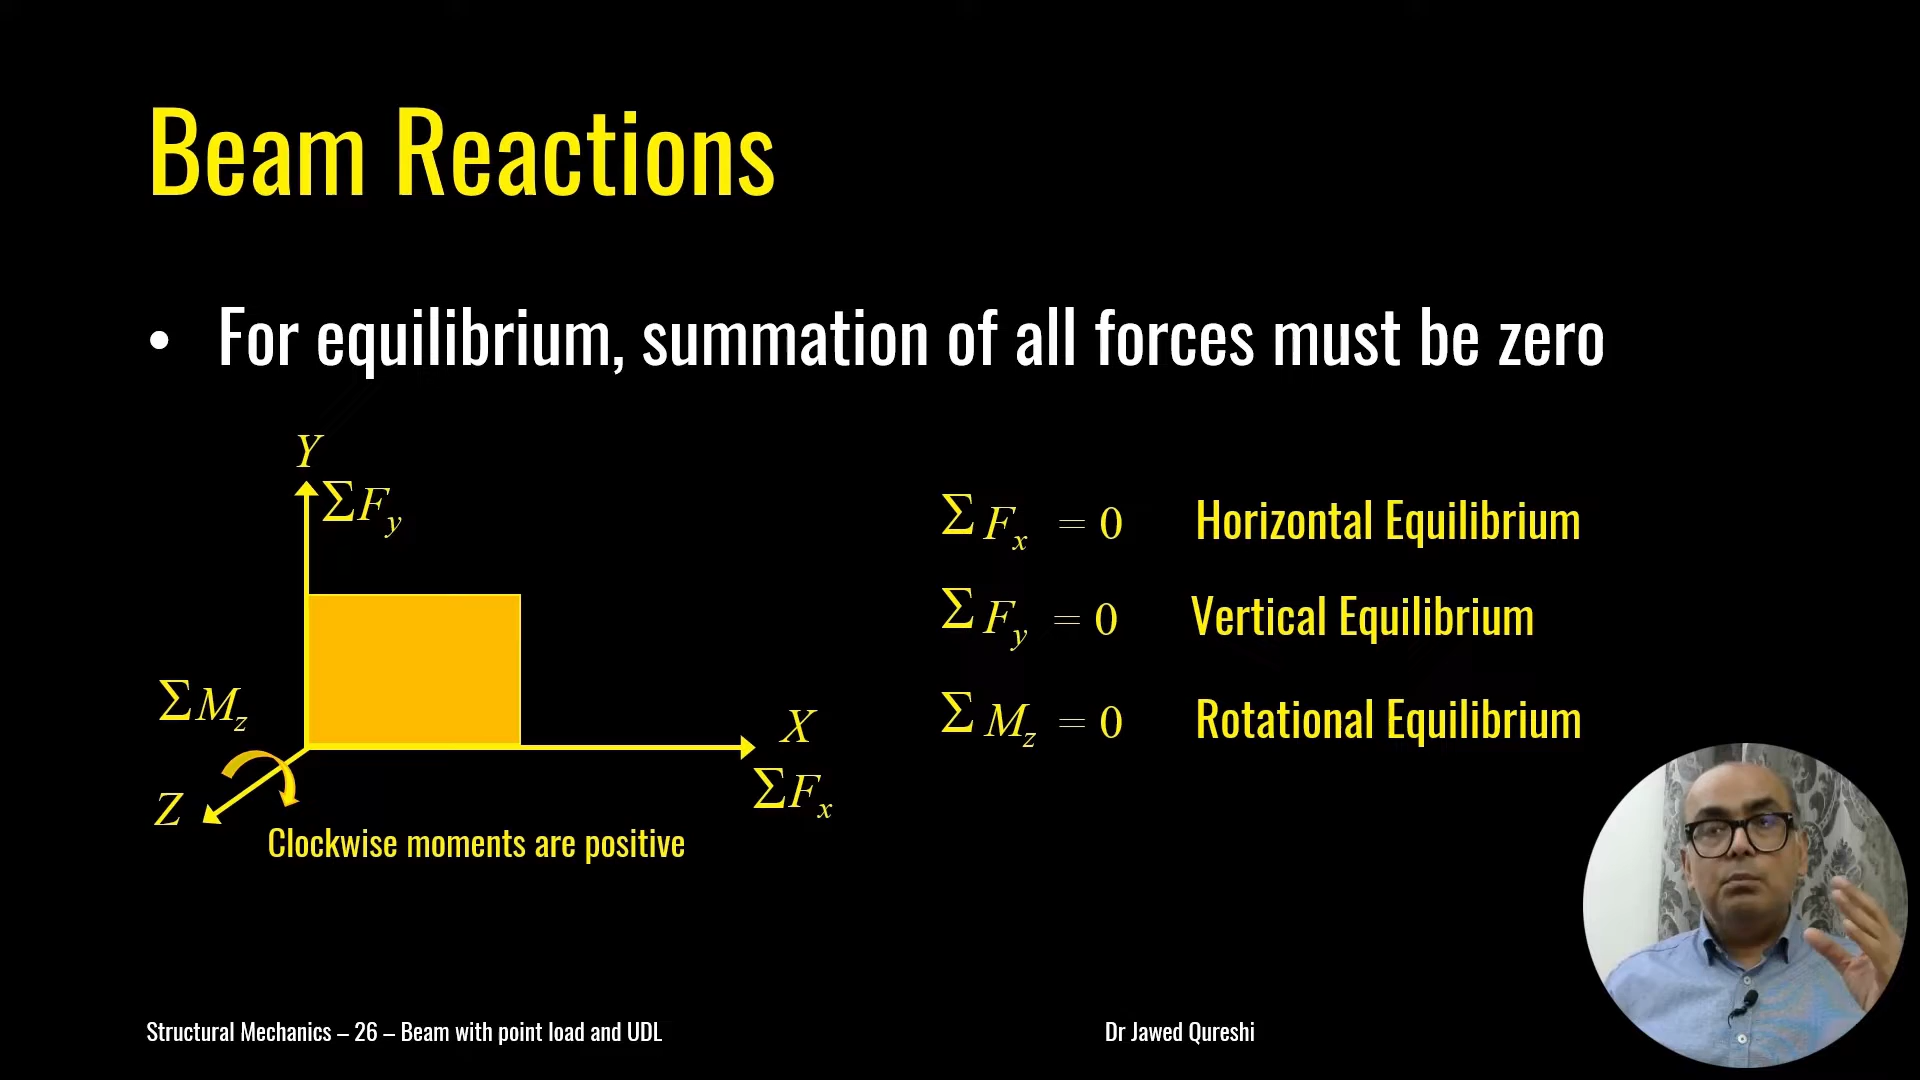 Beam Reactions
• For equilibrium, summation of all forces must be zero
Y
ΣF_y
ΣM_z
Z
X
ΣF_x
Clockwise moments are positive
ΣF_x = 0 Horizontal Equilibrium
ΣF_y = 0 Vertical Equilibrium
ΣM_z = 0 Rotational Equilibrium
Structural Mechanics – 26 – Beam with point load and UDL
Dr Jawed Qureshi